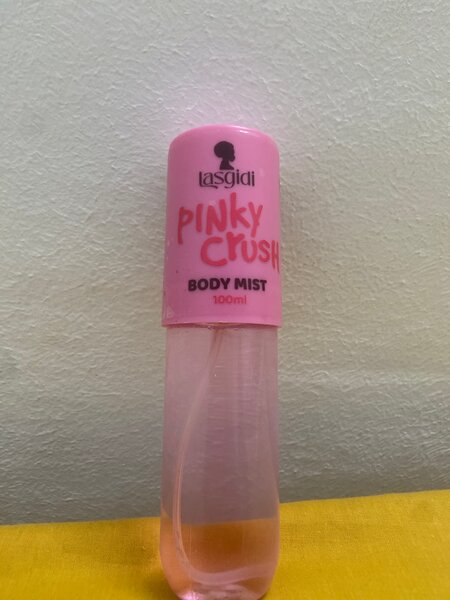 Lasgidi
PINKY
CRUSH
BODY MIST
100ml